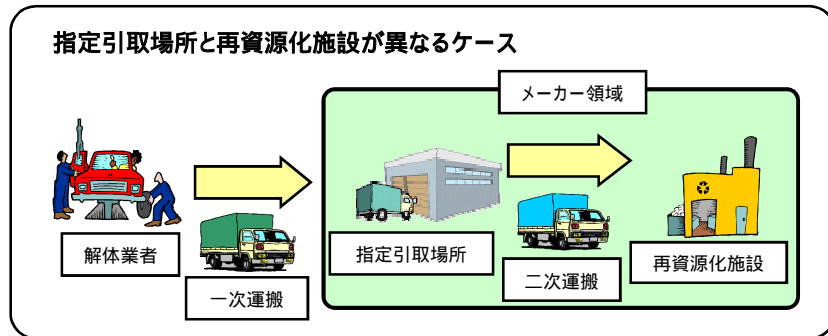 指定引取場所と再資源化施設が異なるケース
メーカー領域
解体業者
一次運搬
指定引取場所
二次運搬
再資源化施設